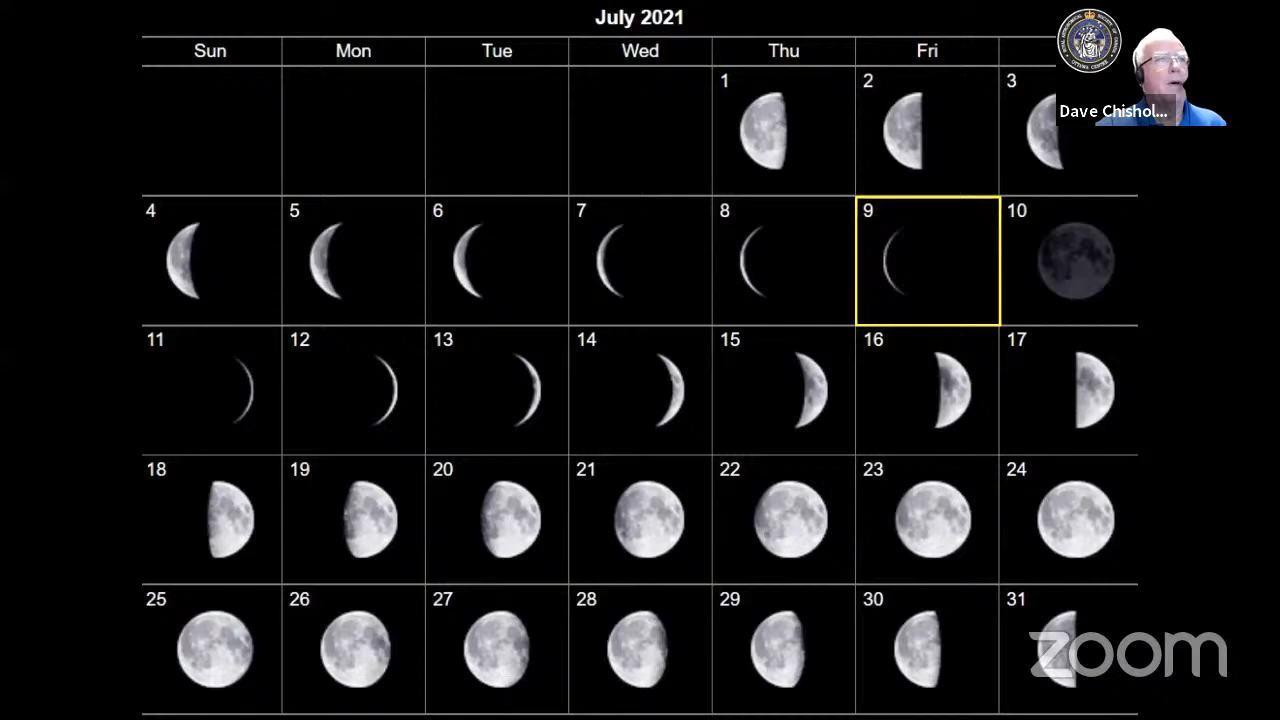 July 2021
Sun Mon Tue Wed Thu Fri
1 2 3
Dave Chishol...
4 5 6 7 8 9 10
11 12 13 14 15 16 17
18 19 20 21 22 23 24
25 26 27 28 29 30 31
zoom